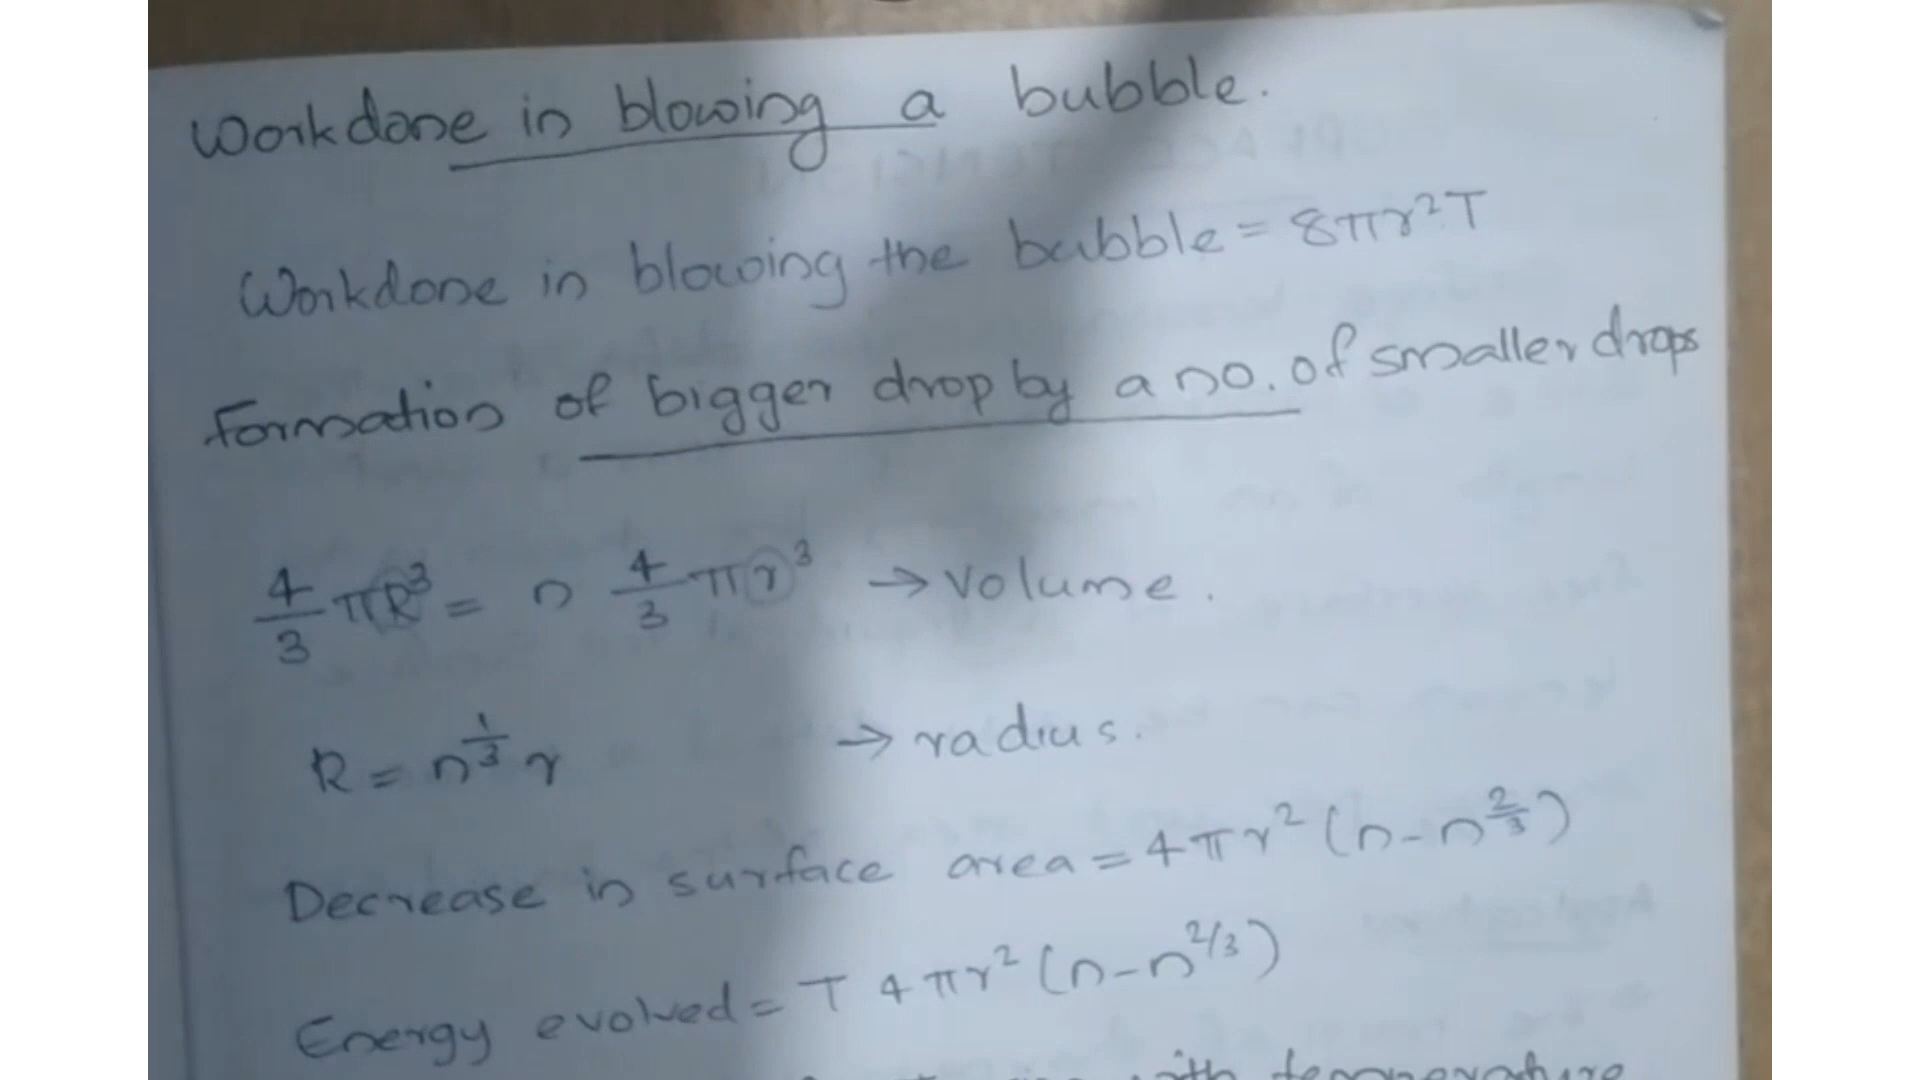 Workdone in blowing a bubble.
Workdone in blowing the bubble = 8πr²T
Formation of bigger drop by a no. of smaller drops
4/3 πR³ = n 4/3 πr³ → volume.
R = n^1/3 r → radius.
Decrease in surface area = 4πr² (n - n^2/3)
Energy evolved = T 4πr² (n - n^2/3)
with temperature